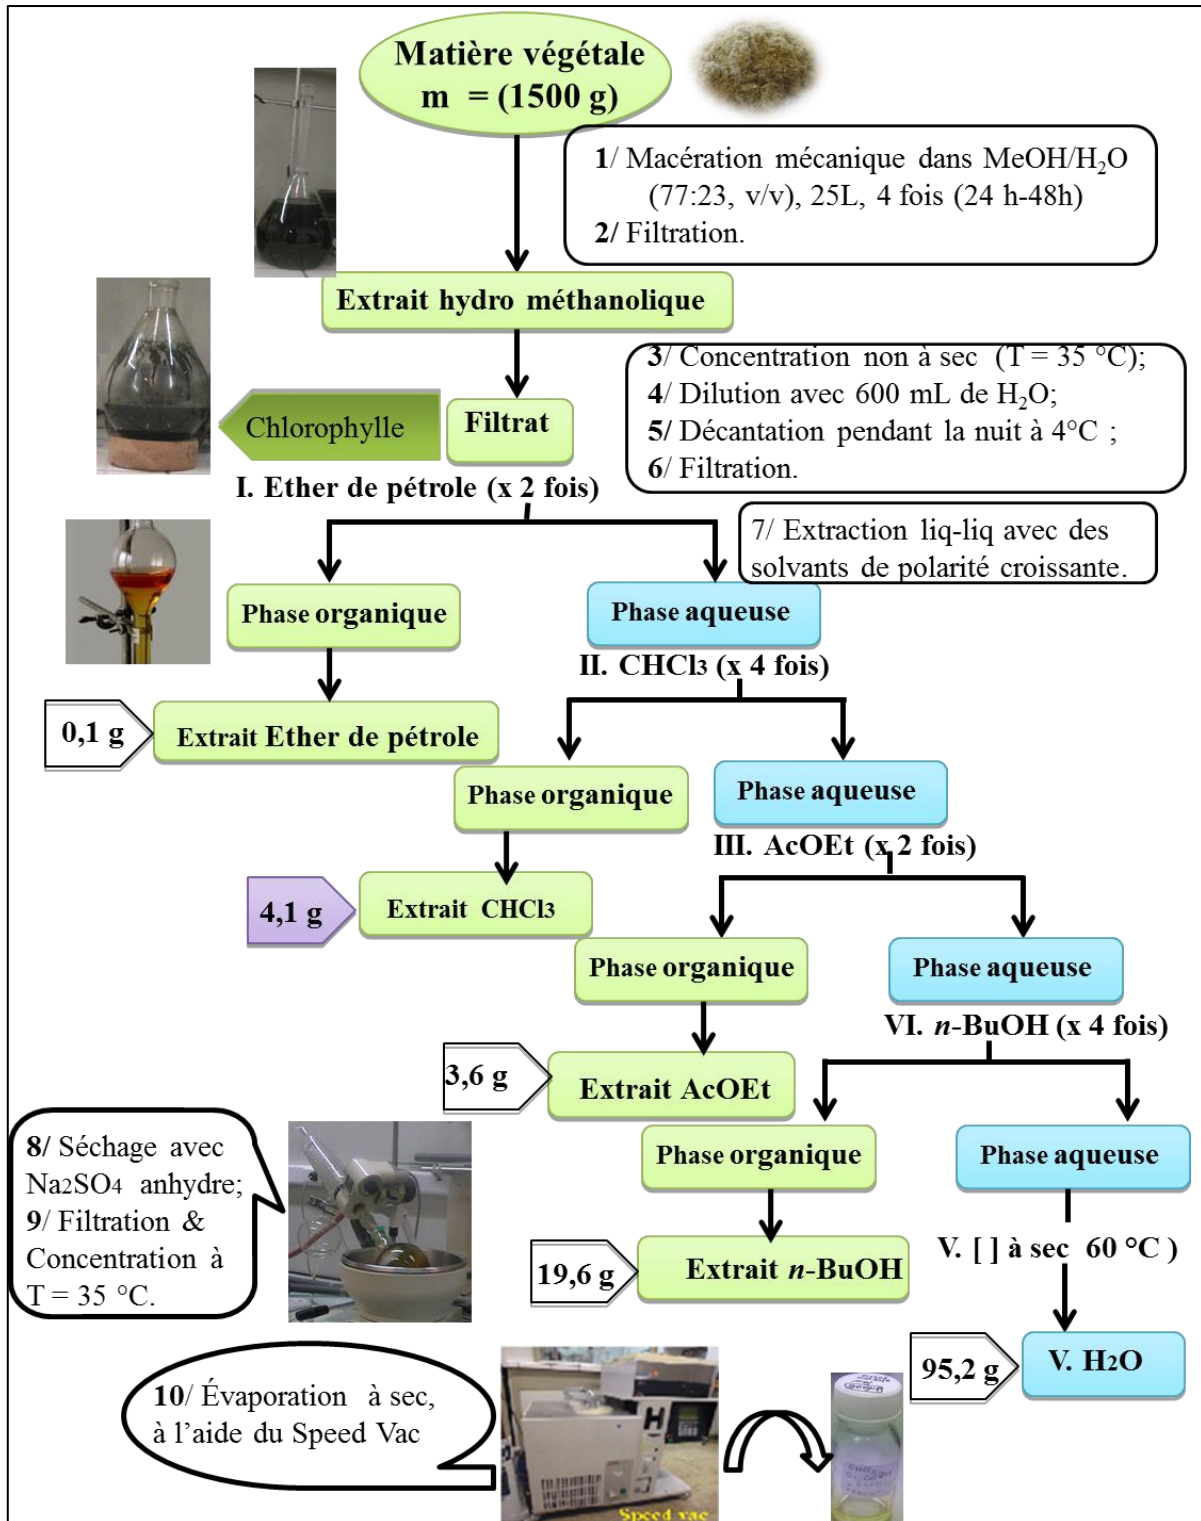 Matière végétale
m = (1500 g)
1/ Macération mécanique dans MeOH/H₂O
(77:23, v/v), 25L, 4 fois (24 h-48h)
2/ Filtration.
Extrait hydro méthanolique
3/ Concentration non à sec (T = 35 °C);
4/ Dilution avec 600 mL de H₂O;
5/ Décantation pendant la nuit à 4°C ;
6/ Filtration.
Chlorophylle
Filtrat
I. Ether de pétrole (x 2 fois)
7/ Extraction liq-liq avec des
solvants de polarité croissante.
Phase organique
Phase aqueuse
II. CHCl3 (x 4 fois)
0,1 g
Extrait Ether de pétrole
Phase organique
Phase aqueuse
III. AcOEt (x 2 fois)
4,1 g
Extrait CHCl3
Phase organique
Phase aqueuse
VI. n-BuOH (x 4 fois)
3,6 g
Extrait AcOEt
Phase organique
Phase aqueuse
8/ Séchage avec
Na2SO4 anhydre;
9/ Filtration &
Concentration à
T = 35 °C.
V. [ ] à sec 60 °C )
19,6 g
Extrait n-BuOH
95,2 g
V. H2O
10/ Évaporation à sec,
à l’aide du Speed Vac
Speed vac